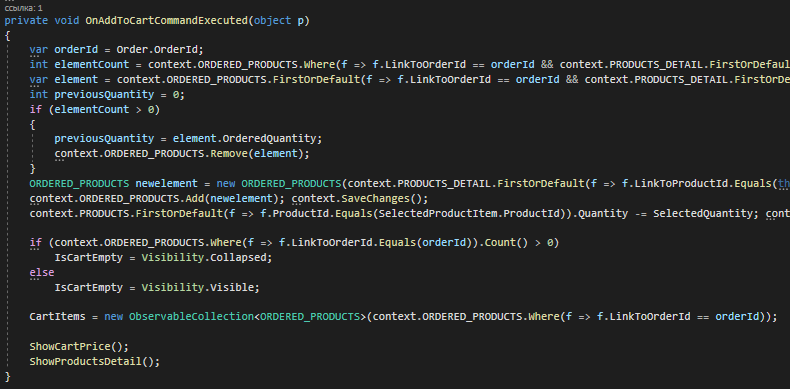 ссылка: 1
private void OnAddToCartCommandExecuted(object p)
{
var orderId = Order.OrderId;
int elementCount = context.ORDERED_PRODUCTS.Where(f => f.LinkToOrderId == orderId && context.PRODUCTS_DETAIL.FirstOrDefaul
var element = context.ORDERED_PRODUCTS.FirstOrDefault(f => f.LinkToOrderId == orderId && context.PRODUCTS_DETAIL.FirstOrDe
int previousQuantity = 0;
if (elementCount > 0)
{
previousQuantity = element.OrderedQuantity;
context.ORDERED_PRODUCTS.Remove(element);
}
ORDERED_PRODUCTS newelement = new ORDERED_PRODUCTS(context.PRODUCTS_DETAIL.FirstOrDefault(f => f.LinkToProductId.Equals(th
context.ORDERED_PRODUCTS.Add(newelement); context.SaveChanges();
context.PRODUCTS.FirstOrDefault(f => f.ProductId.Equals(SelectedProductItem.ProductId)).Quantity -= SelectedQuantity; cont
if (context.ORDERED_PRODUCTS.Where(f => f.LinkToOrderId.Equals(orderId)).Count() > 0)
IsCartEmpty = Visibility.Collapsed;
else
IsCartEmpty = Visibility.Visible;
CartItems = new ObservableCollection<ORDERED_PRODUCTS>(context.ORDERED_PRODUCTS.Where(f => f.LinkToOrderId == orderId));
ShowCartPrice();
ShowProductsDetail();
}